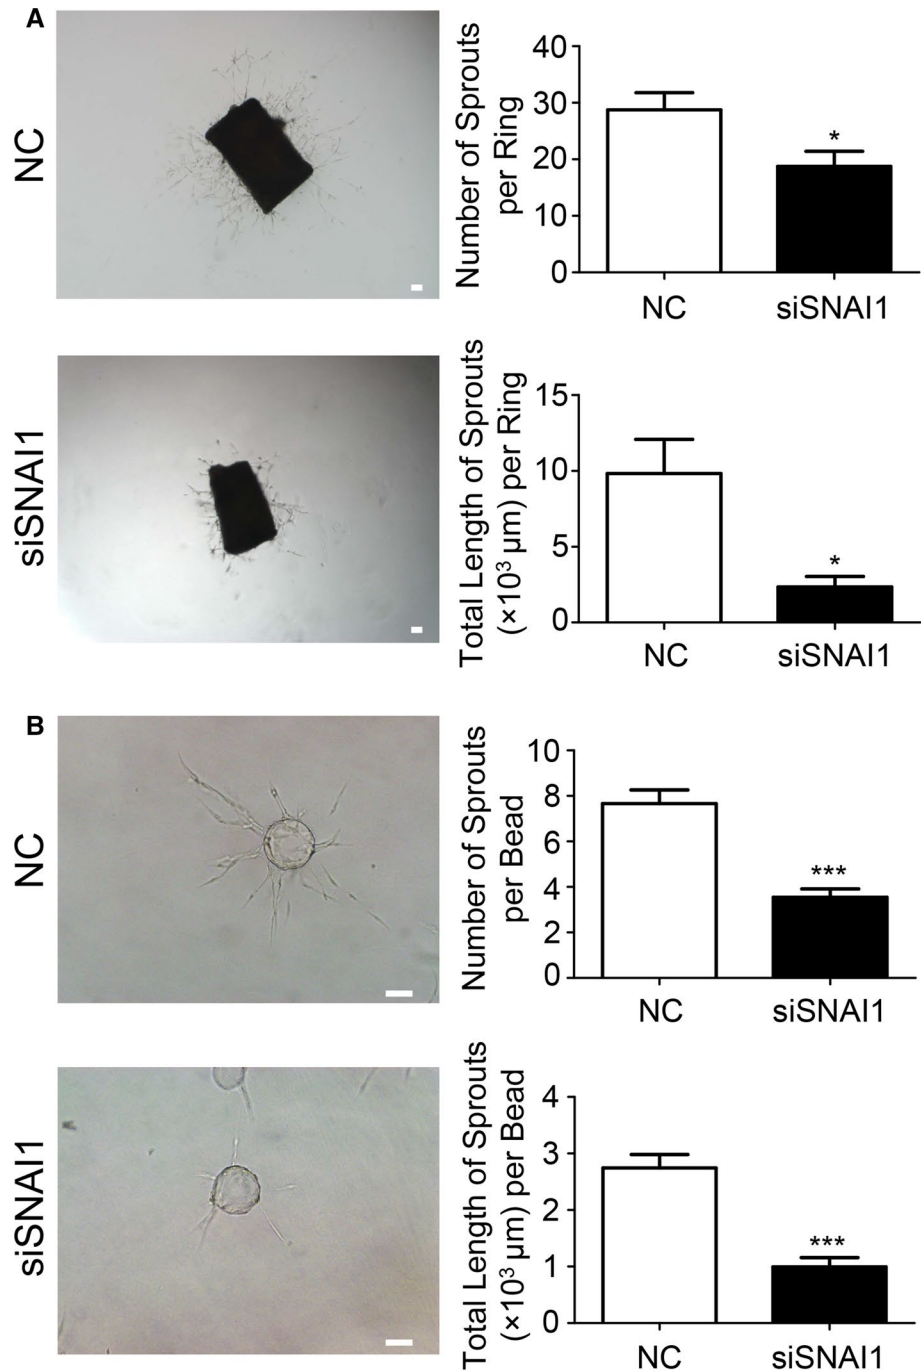 A
NC
Number of Sprouts
per Ring
40
30
20
10
0
*
NC
siSNAI1
siSNAI1
Total Length of Sprouts
(×10³ µm) per Ring
15
10
5
0
*
NC
siSNAI1
B
NC
Number of Sprouts
per Bead
10
8
6
4
2
0
***
NC
siSNAI1
siSNAI1
Total Length of Sprouts
(×10³ µm) per Bead
4
3
2
1
0
***
NC
siSNAI1